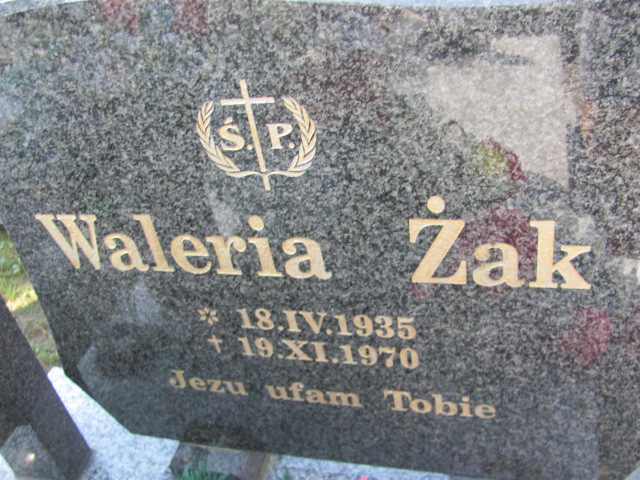 Ś.P.
Waleria Żak
* 18.IV.1935
† 19.XI.1970
Jezu ufam Tobie